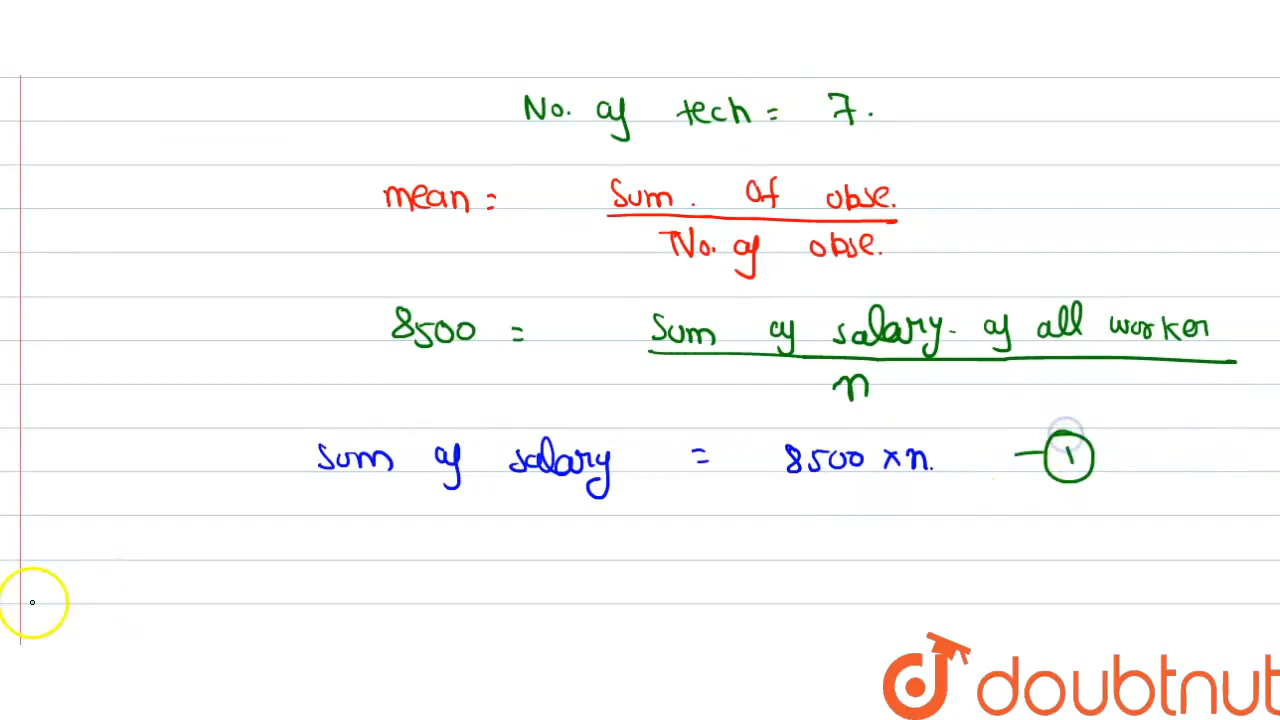 No. of tech = 7.
mean = Sum. of obse.
No. of obse.
8500 = Sum of salary. of all worker
n
Sum of salary = 8500 × n. — 1
doubtnut